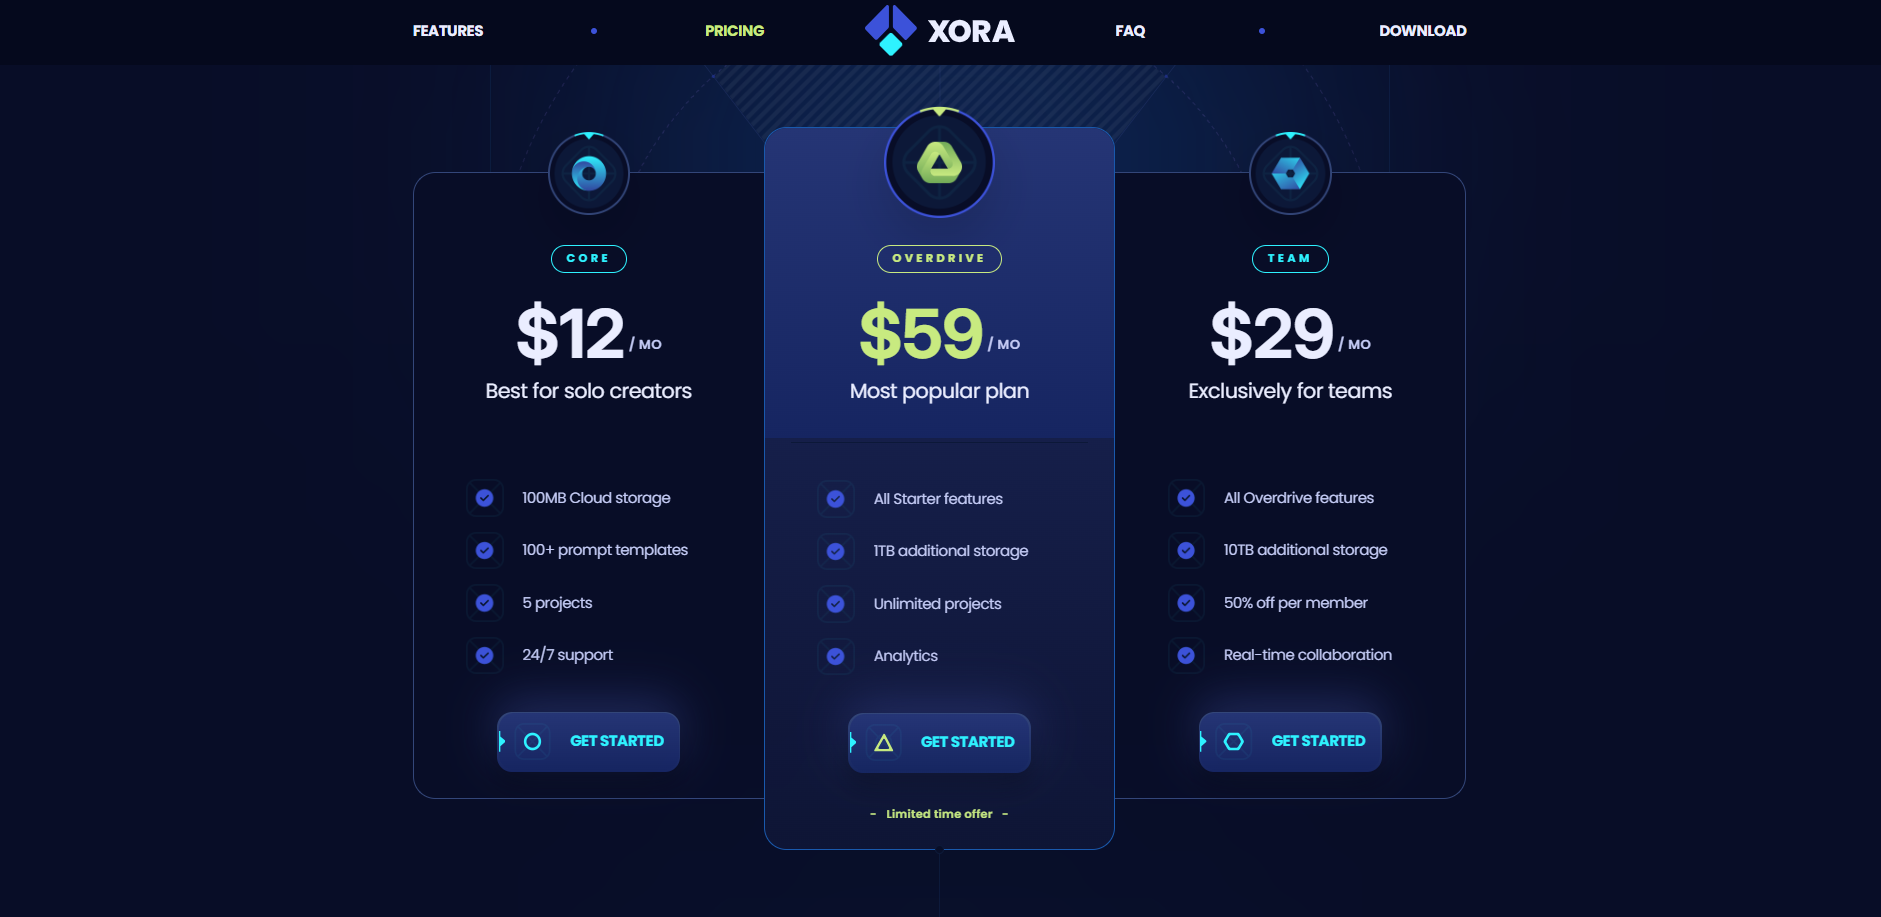 FEATURES
PRICING
XORA
FAQ
DOWNLOAD
CORE
$12 / MO
Best for solo creators
100MB Cloud storage
100+ prompt templates
5 projects
24/7 support
GET STARTED
OVERDRIVE
$59 / MO
Most popular plan
All Starter features
1TB additional storage
Unlimited projects
Analytics
GET STARTED
- Limited time offer -
TEAM
$29 / MO
Exclusively for teams
All Overdrive features
10TB additional storage
50% off per member
Real-time collaboration
GET STARTED